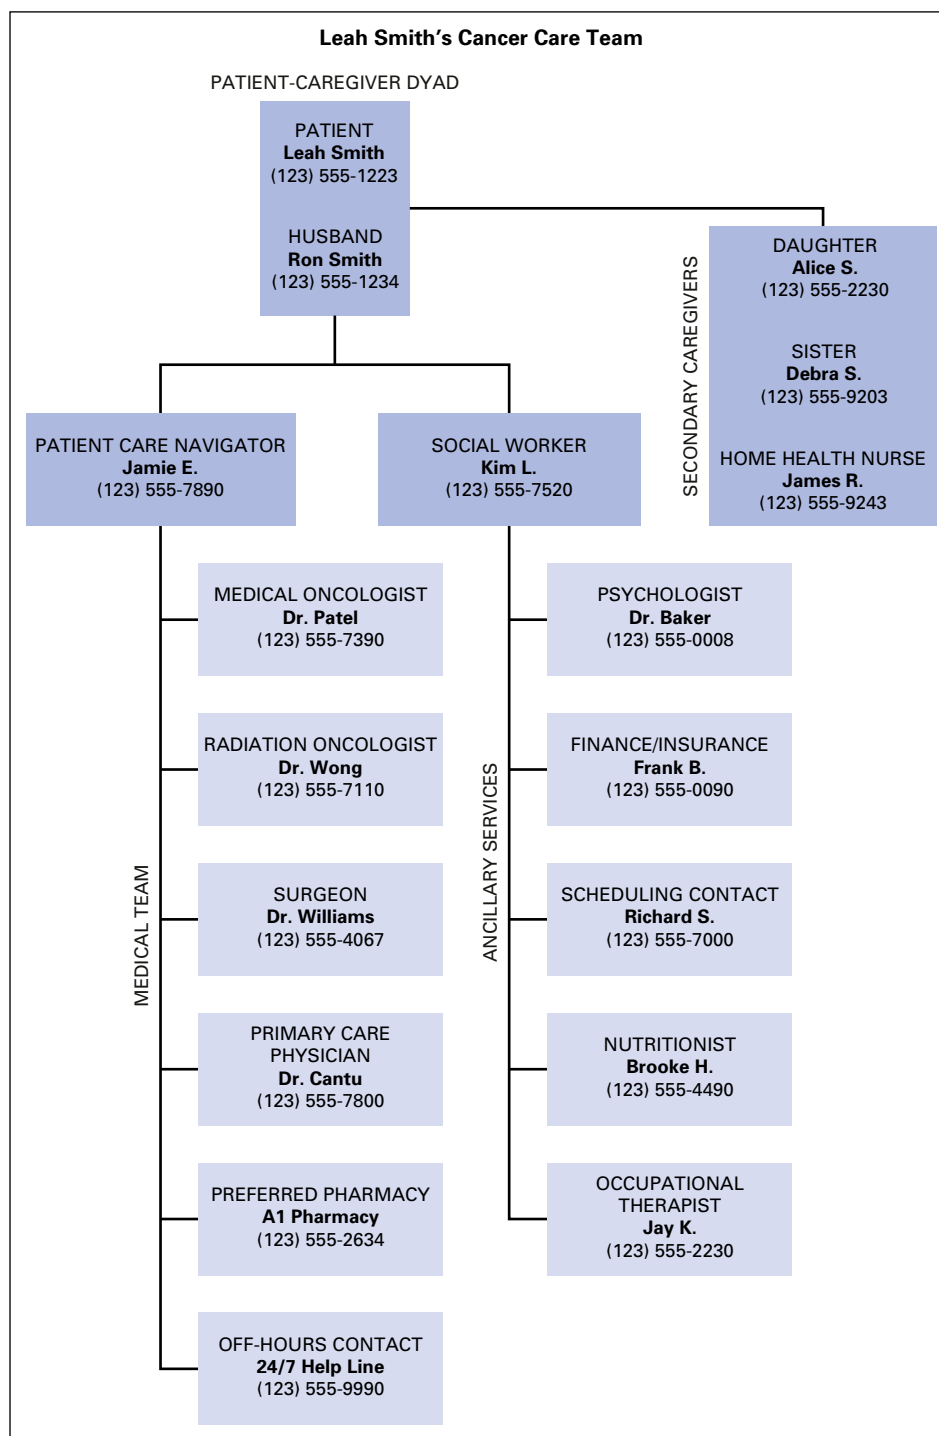 Leah Smith’s Cancer Care Team
PATIENT-CAREGIVER DYAD
PATIENT
Leah Smith
(123) 555-1223
HUSBAND
Ron Smith
(123) 555-1234
SECONDARY CAREGIVERS
DAUGHTER
Alice S.
(123) 555-2230
SISTER
Debra S.
(123) 555-9203
HOME HEALTH NURSE
James R.
(123) 555-9243
PATIENT CARE NAVIGATOR
Jamie E.
(123) 555-7890
SOCIAL WORKER
Kim L.
(123) 555-7520
MEDICAL TEAM
MEDICAL ONCOLOGIST
Dr. Patel
(123) 555-7390
RADIATION ONCOLOGIST
Dr. Wong
(123) 555-7110
SURGEON
Dr. Williams
(123) 555-4067
PRIMARY CARE
PHYSICIAN
Dr. Cantu
(123) 555-7800
PREFERRED PHARMACY
A1 Pharmacy
(123) 555-2634
OFF-HOURS CONTACT
24/7 Help Line
(123) 555-9990
ANCILLARY SERVICES
PSYCHOLOGIST
Dr. Baker
(123) 555-0008
FINANCE/INSURANCE
Frank B.
(123) 555-0090
SCHEDULING CONTACT
Richard S.
(123) 555-7000
NUTRITIONIST
Brooke H.
(123) 555-4490
OCCUPATIONAL
THERAPIST
Jay K.
(123) 555-2230